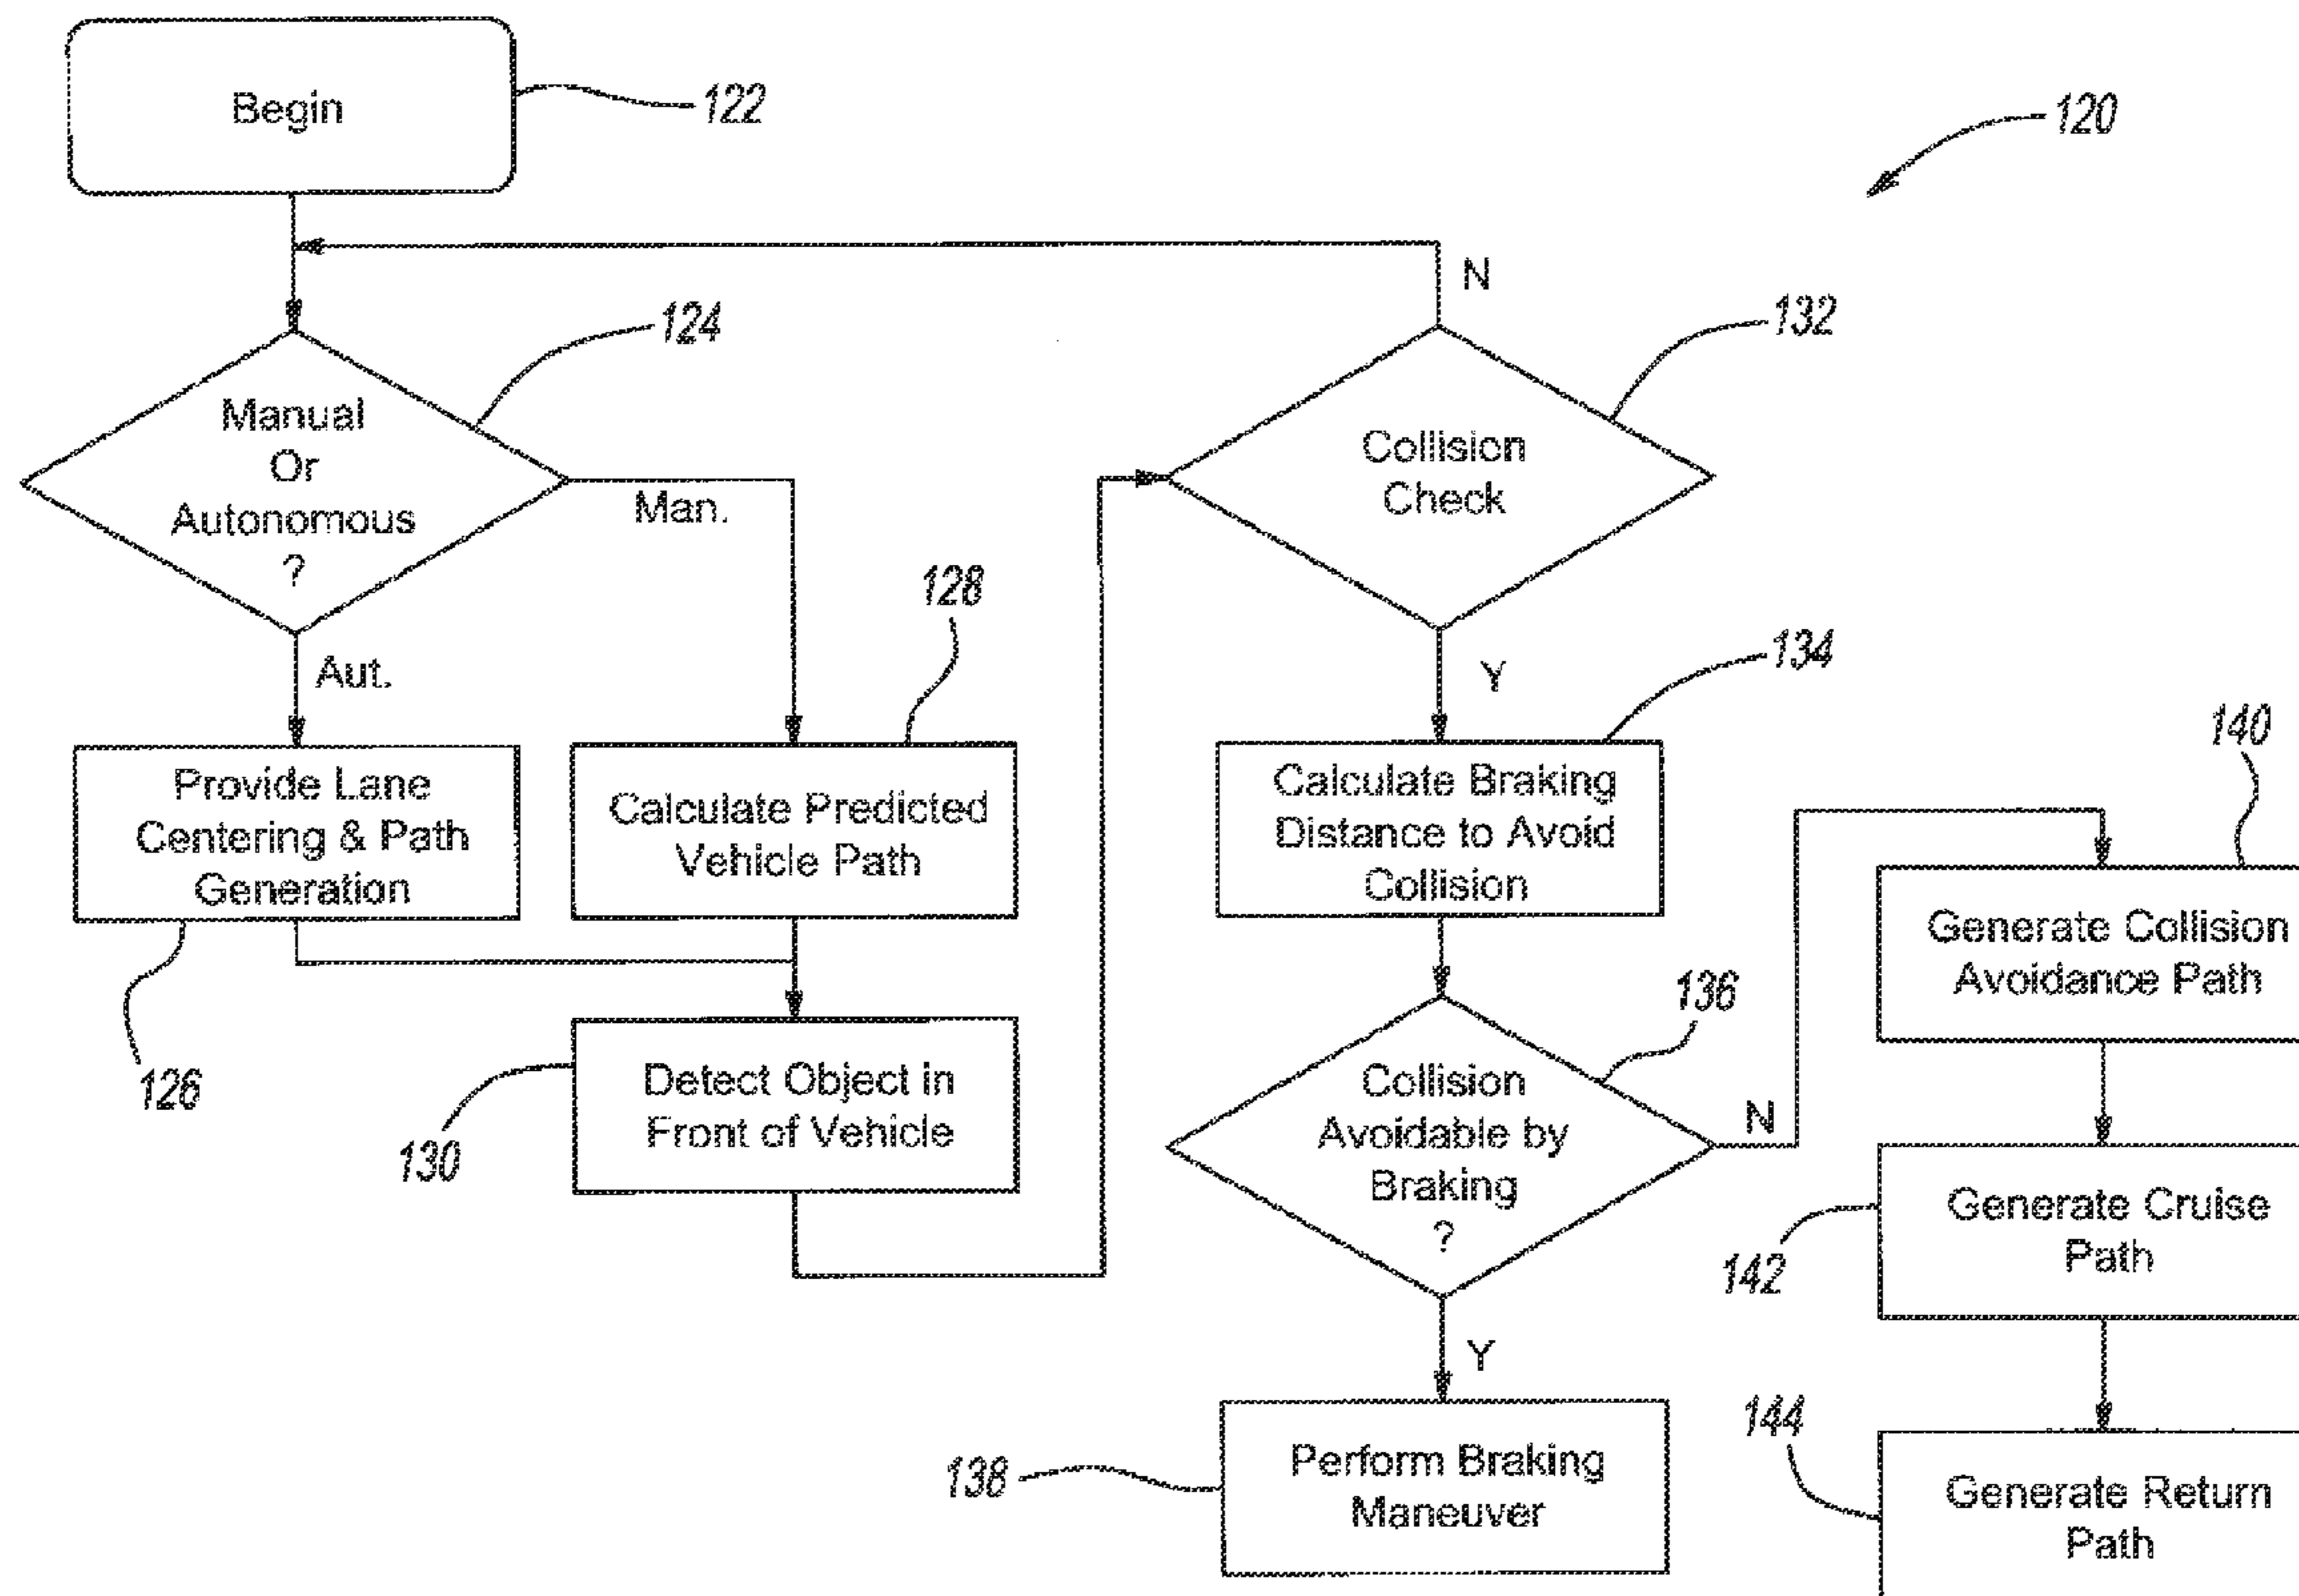 Begin
122
120
N
124
132
Manual
Or
Autonomous
?
Man.
Collision
Check
128
Aut.
Y
134
140
Provide Lane
Centering & Path
Generation
Calculate Predicted
Vehicle Path
Calculate Braking
Distance to Avoid
Collision
Generate Collision
Avoidance Path
126
130
Detect Object in
Front of Vehicle
136
Collision
Avoidable by
Braking
?
N
142
Generate Cruise
Path
Y
138
Perform Braking
Maneuver
144
Generate Return
Path